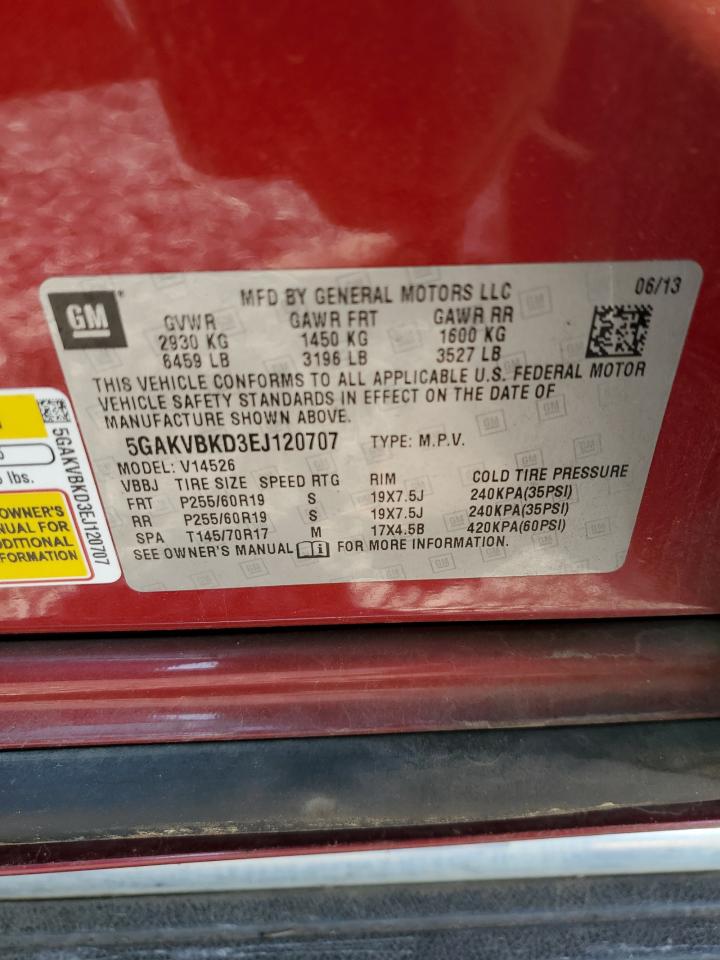 GM
MFD BY GENERAL MOTORS LLC 06/13
GVWR GAWR FRT GAWR RR
2930 KG 1450 KG 1600 KG
6459 LB 3196 LB 3527 LB
THIS VEHICLE CONFORMS TO ALL APPLICABLE U.S. FEDERAL MOTOR
VEHICLE SAFETY STANDARDS IN EFFECT ON THE DATE OF
MANUFACTURE SHOWN ABOVE.
5GAKVBKD3EJ120707 TYPE: M.P.V.
MODEL: V14526
VBBJ TIRE SIZE SPEED RTG RIM COLD TIRE PRESSURE
FRT P255/60R19 S 19X7.5J 240KPA(35PSI)
RR P255/60R19 S 19X7.5J 240KPA(35PSI)
SPA T145/70R17 M 17X4.5B 420KPA(60PSI)
SEE OWNER'S MANUAL FOR MORE INFORMATION.
lbs.
OWNER'S
FOR
5GAKVBKD3EJ120707